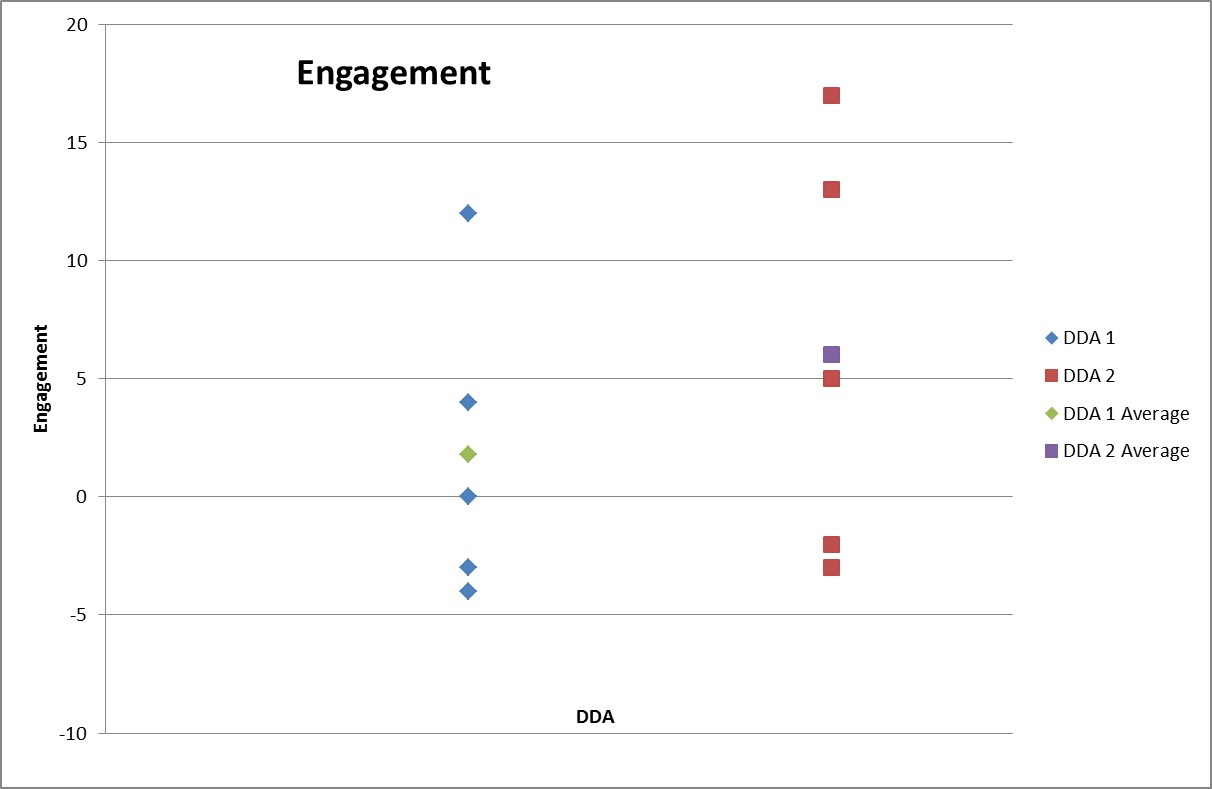 Engagement
20
15
10
5
0
-5
-10
Engagement
DDA
DDA 1
DDA 2
DDA 1 Average
DDA 2 Average